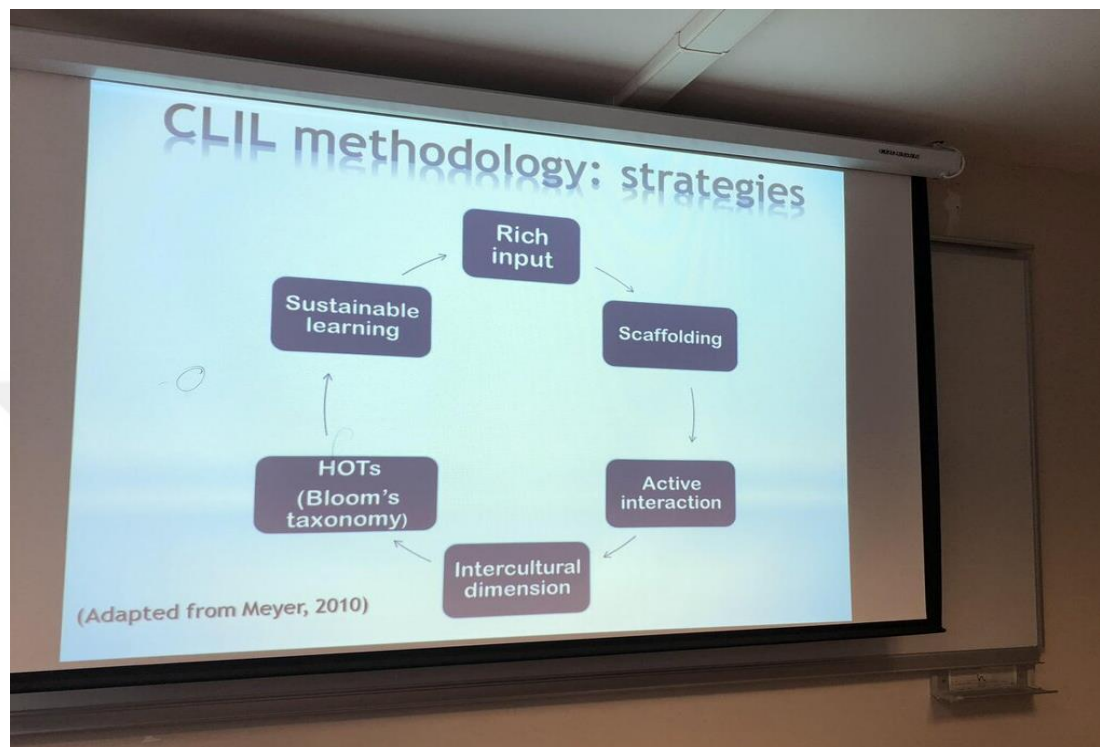 CLIL methodology: strategies
Rich
input
Scaffolding
Active
interaction
Intercultural
dimension
HOTs
(Bloom's
taxonomy)
Sustainable
learning
(Adapted from Meyer, 2010)